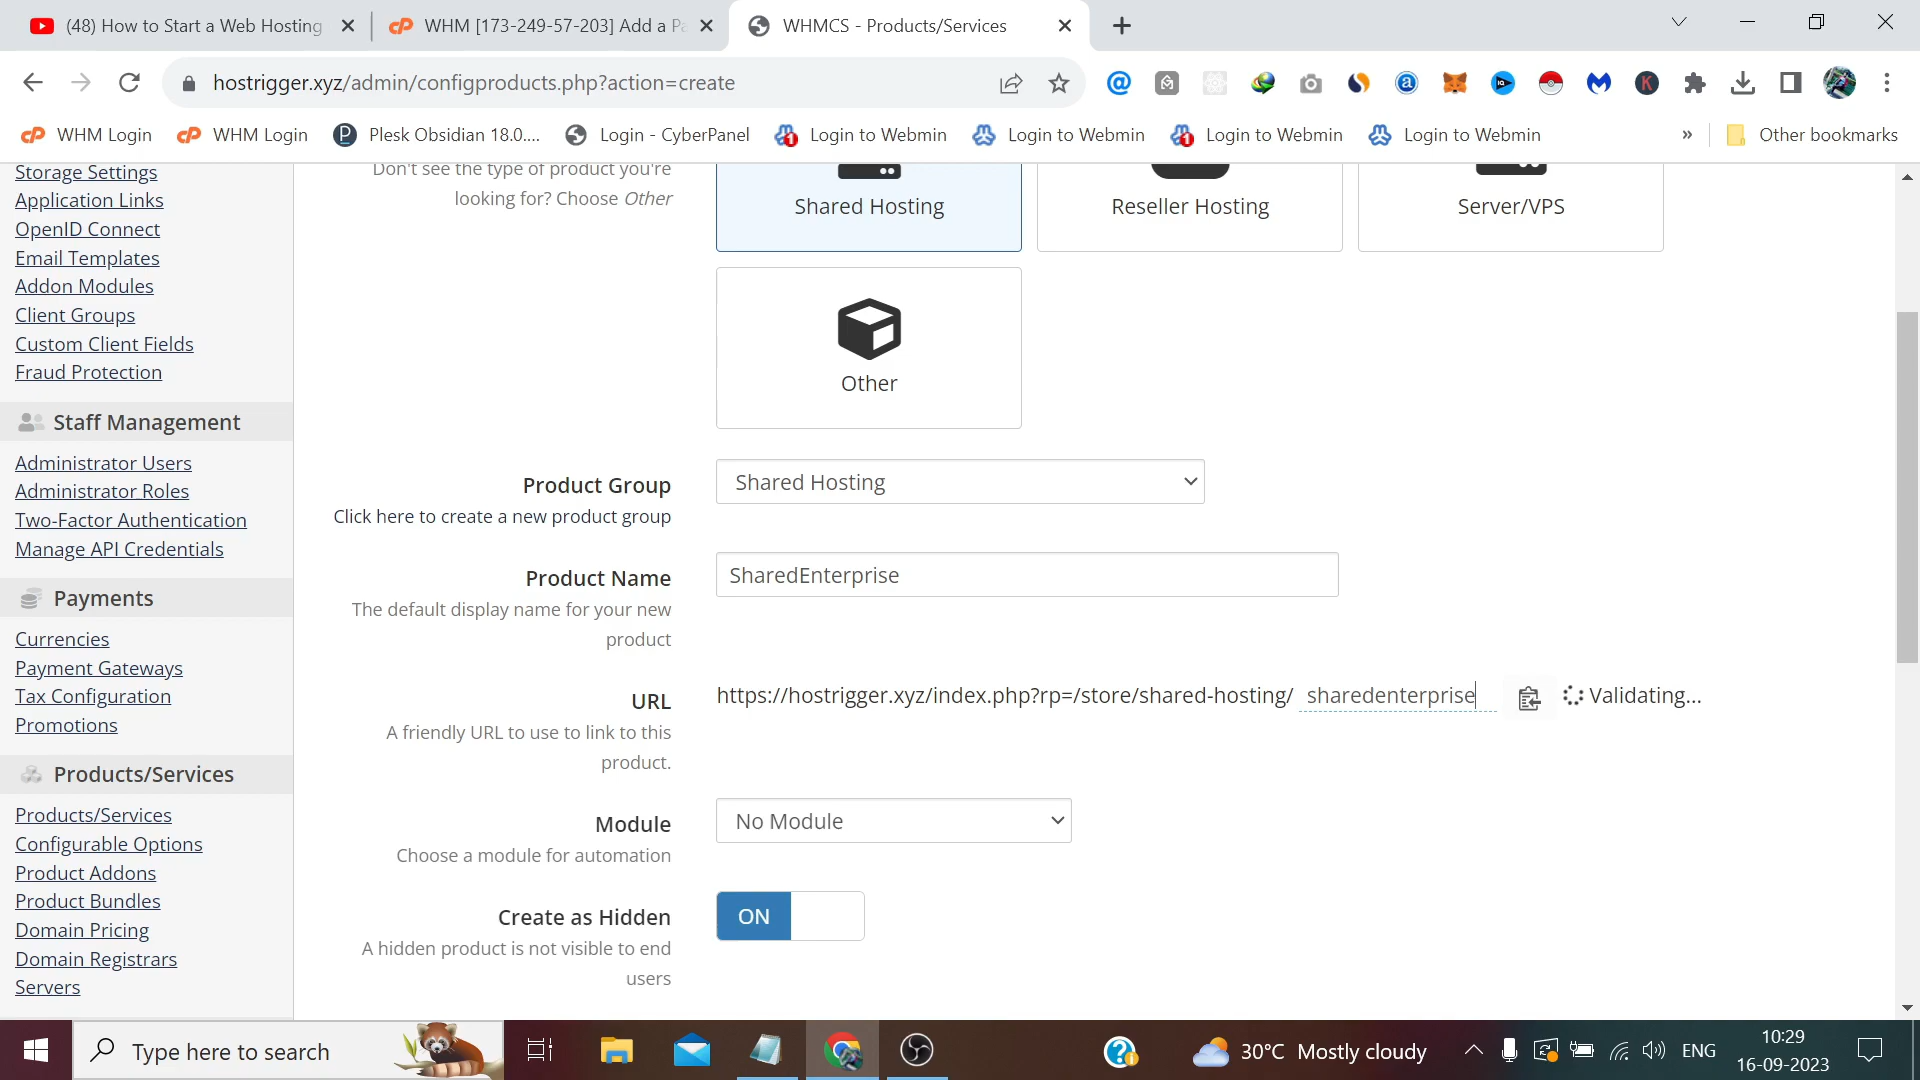 (48) How to Start a Web Hosting
WHM [173-249-57-203] Add a Pa
WHMCS - Products/Services
hostrigger.xyz/admin/configproducts.php?action=create
WHM Login
WHM Login
Plesk Obsidian 18.0....
Login - CyberPanel
Login to Webmin
Login to Webmin
Login to Webmin
Login to Webmin
»
Other bookmarks
Storage Settings
Application Links
OpenID Connect
Email Templates
Addon Modules
Client Groups
Custom Client Fields
Fraud Protection
Staff Management
Administrator Users
Administrator Roles
Two-Factor Authentication
Manage API Credentials
Payments
Currencies
Payment Gateways
Tax Configuration
Promotions
Products/Services
Products/Services
Configurable Options
Product Addons
Product Bundles
Domain Pricing
Domain Registrars
Servers
Don't see the type of product you're
looking for? Choose Other
Shared Hosting
Reseller Hosting
Server/VPS
Other
Product Group
Click here to create a new product group
Shared Hosting
Product Name
The default display name for your new
product
SharedEnterprise
URL
A friendly URL to use to link to this
product.
https://hostrigger.xyz/index.php?rp=/store/shared-hosting/ sharedenterprise
Validating...
Module
Choose a module for automation
No Module
Create as Hidden
A hidden product is not visible to end
users
ON
Type here to search
30°C Mostly cloudy
ENG
10:29
16-09-2023